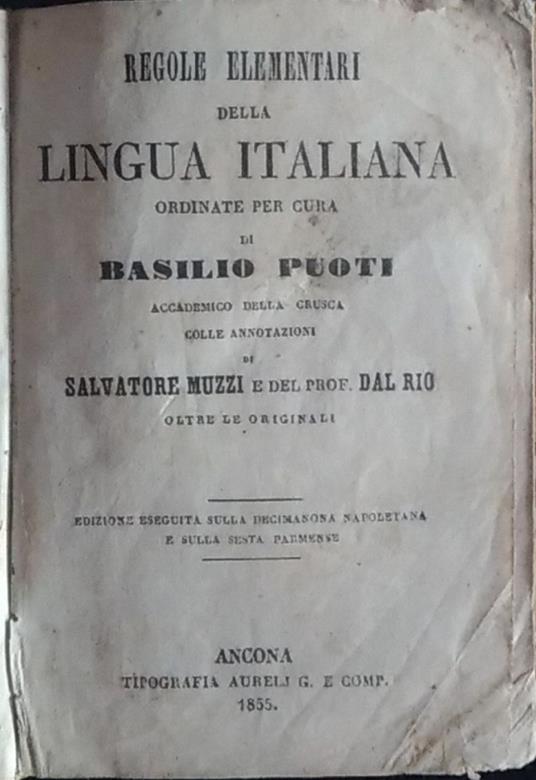 REGOLE ELEMENTARI
DELLA
LINGUA ITALIANA
ORDINATE PER CURA
DI
BASILIO PUOTI
ACCADEMICO DELLA CRUSCA
COLLE ANNOTAZIONI
DI
SALVATORE MUZZI E DEL PROF. DAL RIO
OLTRE LE ORIGINALI
EDIZIONE ESEGUITA SULLA DECIMANONA NAPOLETANA
E SULLA SESTA PARMENSE
ANCONA
TIPOGRAFIA AURELJ G. E COMP.
1855.